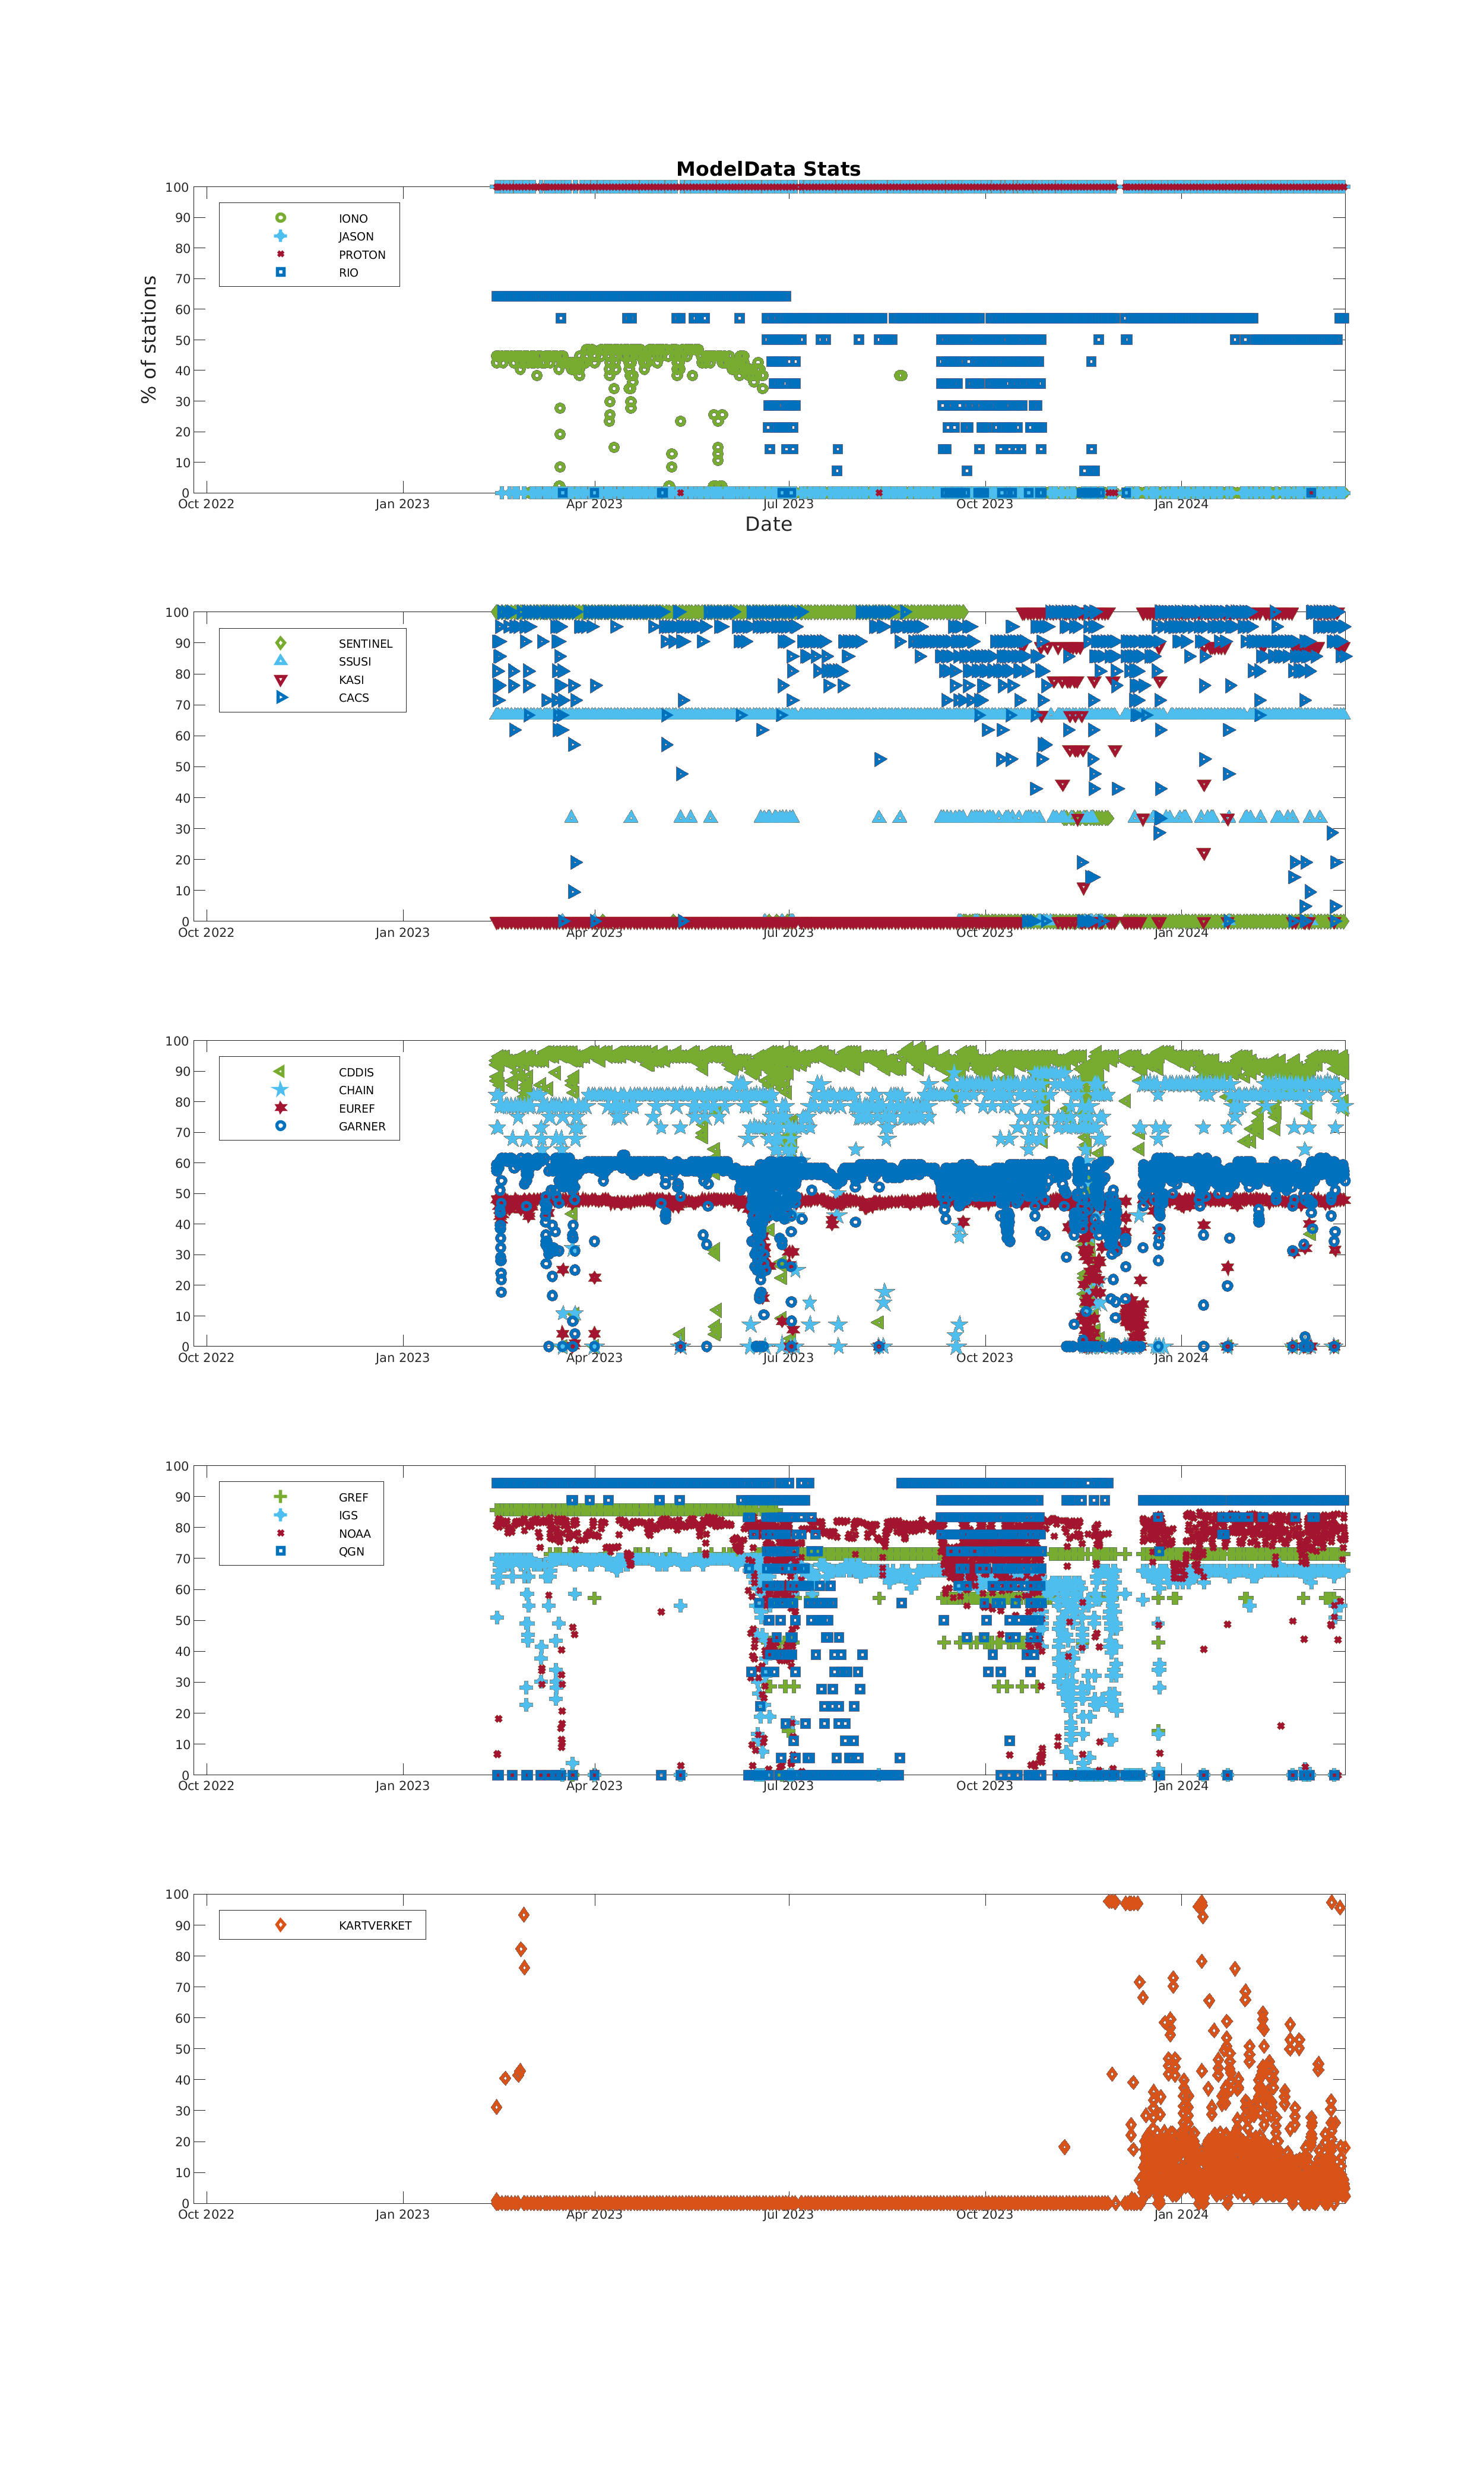 ModelData Stats
% of stations
100
90
80
70
60
50
40
30
20
10
0
IONO
JASON
PROTON
RIO
Oct 2022
Jan 2023
Apr 2023
Jul 2023
Oct 2023
Jan 2024
Date
100
90
80
70
60
50
40
30
20
10
0
SENTINEL
SSUSI
KASI
CACS
Oct 2022
Jan 2023
Apr 2023
Jul 2023
Oct 2023
Jan 2024
100
90
80
70
60
50
40
30
20
10
0
CDDIS
CHAIN
EUREF
GARNER
Oct 2022
Jan 2023
Apr 2023
Jul 2023
Oct 2023
Jan 2024
100
90
80
70
60
50
40
30
20
10
0
GREF
IGS
NOAA
QGN
Oct 2022
Jan 2023
Apr 2023
Jul 2023
Oct 2023
Jan 2024
100
90
80
70
60
50
40
30
20
10
0
KARTVERKET
Oct 2022
Jan 2023
Apr 2023
Jul 2023
Oct 2023
Jan 2024